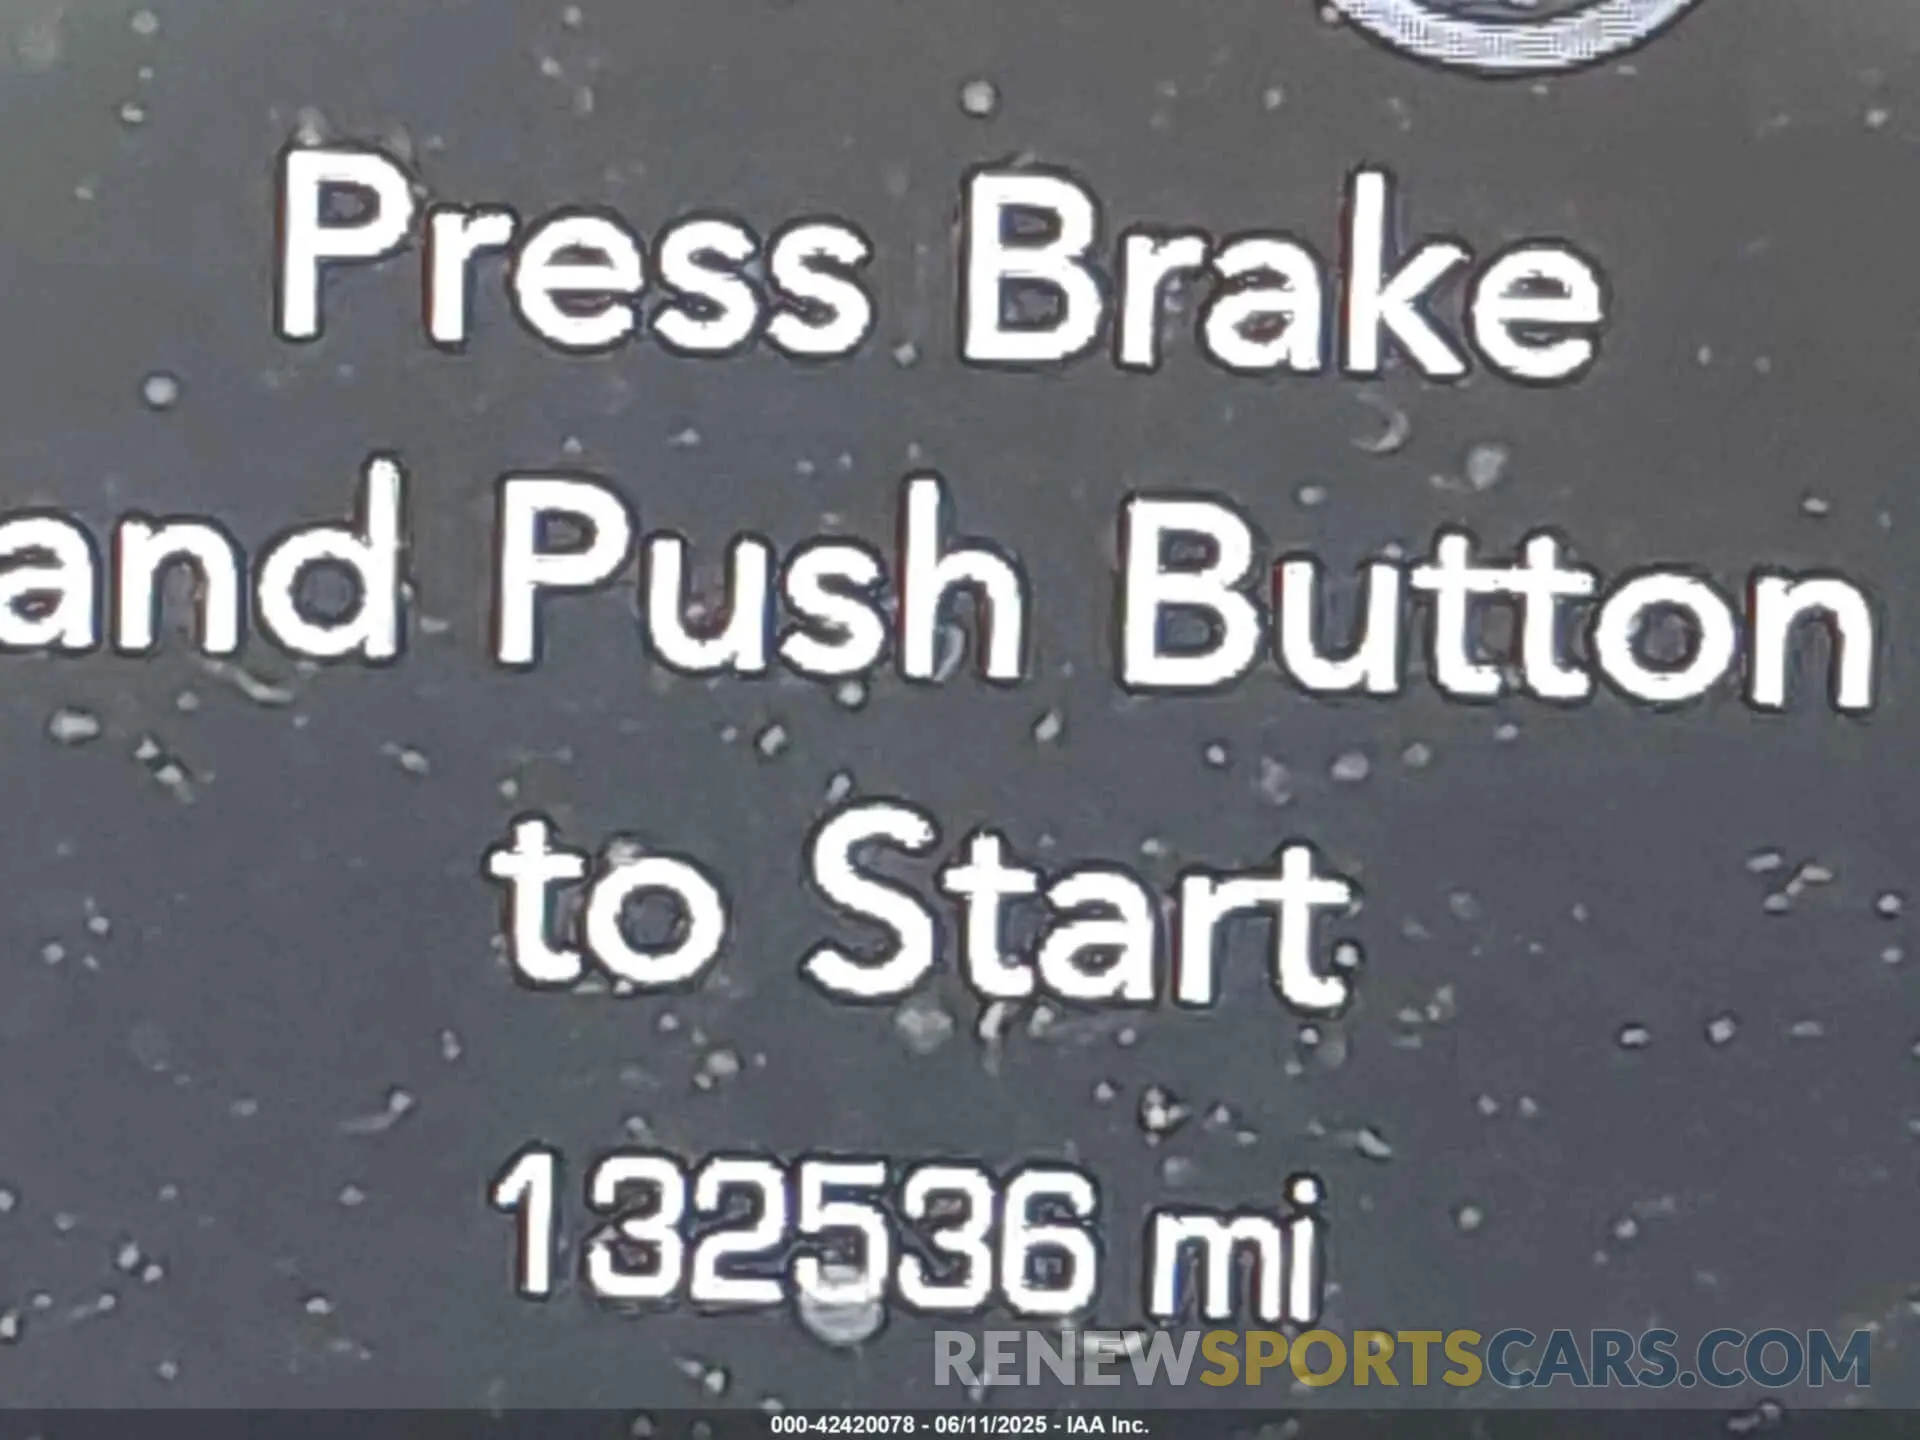 Press Brake
and Push Button
to Start
132536 mi
RENEWSPORTSCARS.COM
000-42420078 - 06/11/2025 - IAA Inc.